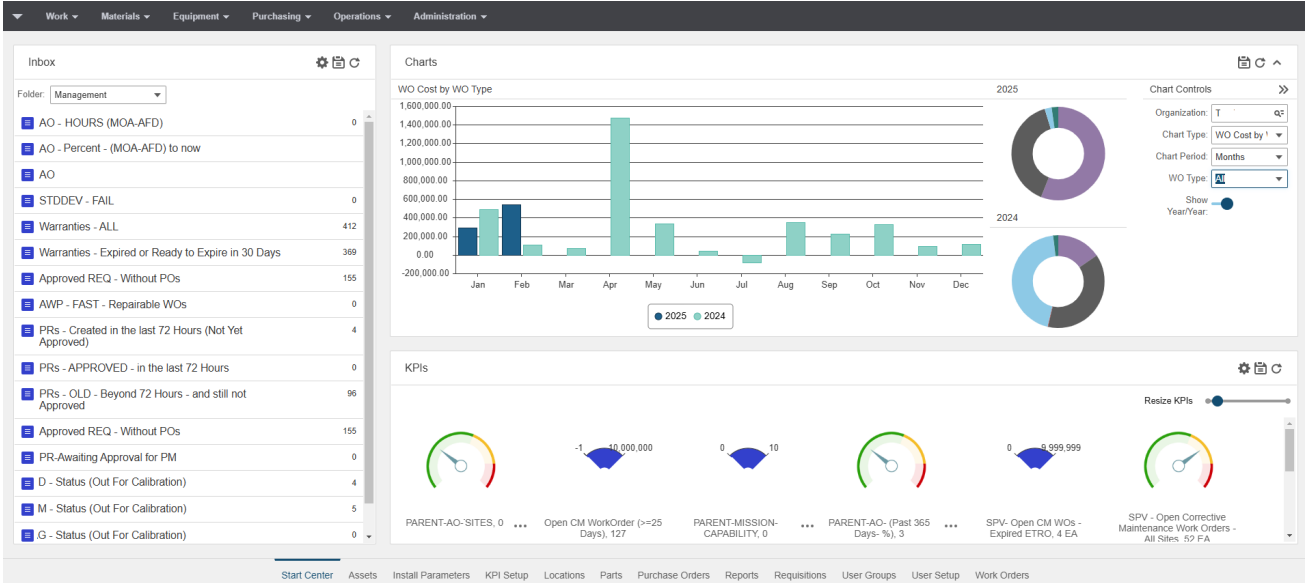 Work Materials Equipment Purchasing Operations Administration
Inbox
Folder: Management
AO - HOURS (MOA-AFD) 0
AO - Percent - (MOA-AFD) to now
AO
STDDEV - FAIL 0
Warranties - ALL 412
Warranties - Expired or Ready to Expire in 30 Days 369
Approved REQ - Without POs 155
AWP - FAST - Repairable WOs 0
PRs - Created in the last 72 Hours (Not Yet
Approved) 4
PRs - APPROVED - in the last 72 Hours 0
PRs - OLD - Beyond 72 Hours - and still not
Approved 96
Approved REQ - Without POs 155
PR-Awaiting Approval for PM 0
D - Status (Out For Calibration) 4
M - Status (Out For Calibration) 5
.G - Status (Out For Calibration) 0
Charts
WO Cost by WO Type
1,600,000.00
1,400,000.00
1,200,000.00
1,000,000.00
800,000.00
600,000.00
400,000.00
200,000.00
0.00
-200,000.00
Jan Feb Mar Apr May Jun Jul Aug Sep Oct Nov Dec
2025 2024
2025
2024
Chart Controls
Organization: T
Chart Type: WO Cost by
Chart Period: Months
WO Type: All
Show
Year/Year:
KPIs
Resize KPIs
-1 10,000,000
0 10
0 9,999,999
PARENT-AO-'SITES, 0 ...
Open CM WorkOrder (>=25
Days), 127
PARENT-MISSION-
CAPABILITY, 0 ...
PARENT-AO- (Past 365
Days- %), 3 ...
SPV- Open CM WOs -
Expired ETRO, 4 EA
SPV - Open Corrective
Maintenance Work Orders -
All Sites, 52 EA
Start Center Assets Install Parameters KPI Setup Locations Parts Purchase Orders Reports Requisitions User Groups User Setup Work Orders